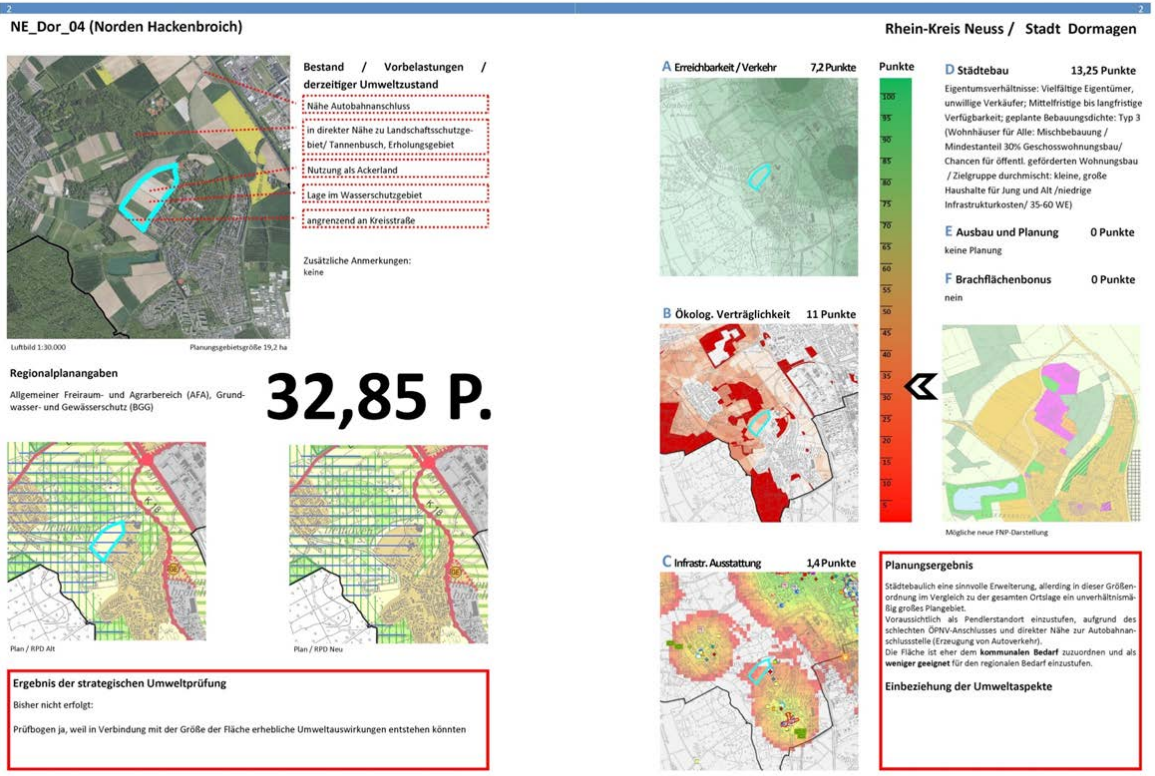 2
2
NE_Dor_04 (Norden Hackenbroich)
Bestand / Vorbelastungen /
derzeitiger Umweltzustand
Nähe Autobahnanschluss
in direkter Nähe zu Landschaftsschutzge-
biet/ Tannenbusch, Erholungsgebiet
Nutzung als Ackerland
Lage im Wasserschutzgebiet
angrenzend an Kreisstraße
Zusätzliche Anmerkungen:
keine
Luftbild 1:30.000
Planungsgebietsgröße 19,2 ha
Regionalplanangaben
Allgemeiner Freiraum- und Agrarbereich (AFA), Grund-
wasser- und Gewässerschutz (BGG)
32,85 P.
K 18
K 18
Plan / RPD Alt
Plan / RPD Neu
Ergebnis der strategischen Umweltprüfung
Bisher nicht erfolgt:
Prüfbogen ja, weil in Verbindung mit der Größe der Fläche erhebliche Umweltauswirkungen entstehen könnten
Rhein-Kreis Neuss / Stadt Dormagen
A Erreichbarkeit / Verkehr 7,2 Punkte
B Ökolog. Verträglichkeit 11 Punkte
C Infrastr. Ausstattung 1,4 Punkte
Punkte
100
95
90
85
80
75
70
65
60
55
50
45
40
35
30
25
20
15
10
5
D Städtebau 13,25 Punkte
Eigentumsverhältnisse: Vielfältige Eigentümer,
unwillige Verkäufer; Mittelfristige bis langfristige
Verfügbarkeit; geplante Bebauungsdichte: Typ 3
(Wohnhäuser für Alle: Mischbebauung /
Mindestanteil 30% Geschosswohnungsbau/
Chancen für öffentl. geförderten Wohnungsbau
/ Zielgruppe durchmischt: kleine, große
Haushalte für Jung und Alt /niedrige
Infrastrukturkosten/ 35-60 WE)
E Ausbau und Planung 0 Punkte
keine Planung
F Brachflächenbonus 0 Punkte
nein
Mögliche neue FNP-Darstellung
Planungsergebnis
Städtebaulich eine sinnvolle Erweiterung, allerding in dieser Größen-
ordnung im Vergleich zu der gesamten Ortslage ein unverhältnismä-
ßig großes Plangebiet.
Voraussichtlich als Pendlerstandort einzustufen, aufgrund des
schlechten ÖPNV-Anschlusses und direkter Nähe zur Autobahnan-
schlussstelle (Erzeugung von Autoverkehr).
Die Fläche ist eher dem kommunalen Bedarf zuzuordnen und als
weniger geeignet für den regionalen Bedarf einzustufen.
Einbeziehung der Umweltaspekte